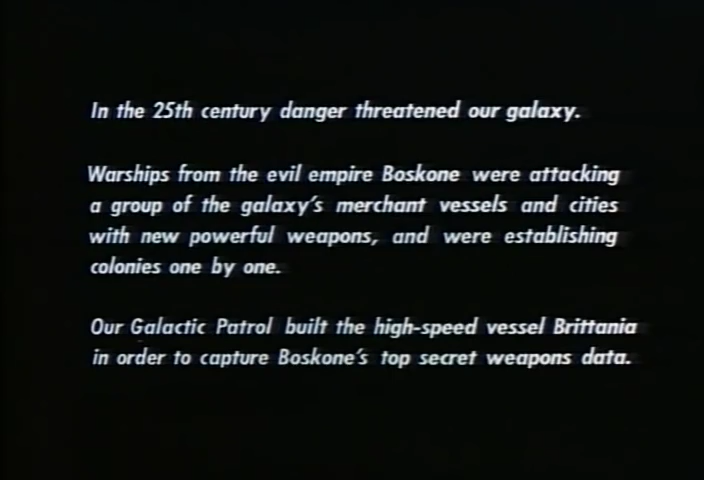 In the 25th century danger threatened our galaxy.
Warships from the evil empire Boskone were attacking
a group of the galaxy's merchant vessels and cities
with new powerful weapons, and were establishing
colonies one by one.
Our Galactic Patrol built the high-speed vessel Brittania
in order to capture Boskone's top secret weapons data.